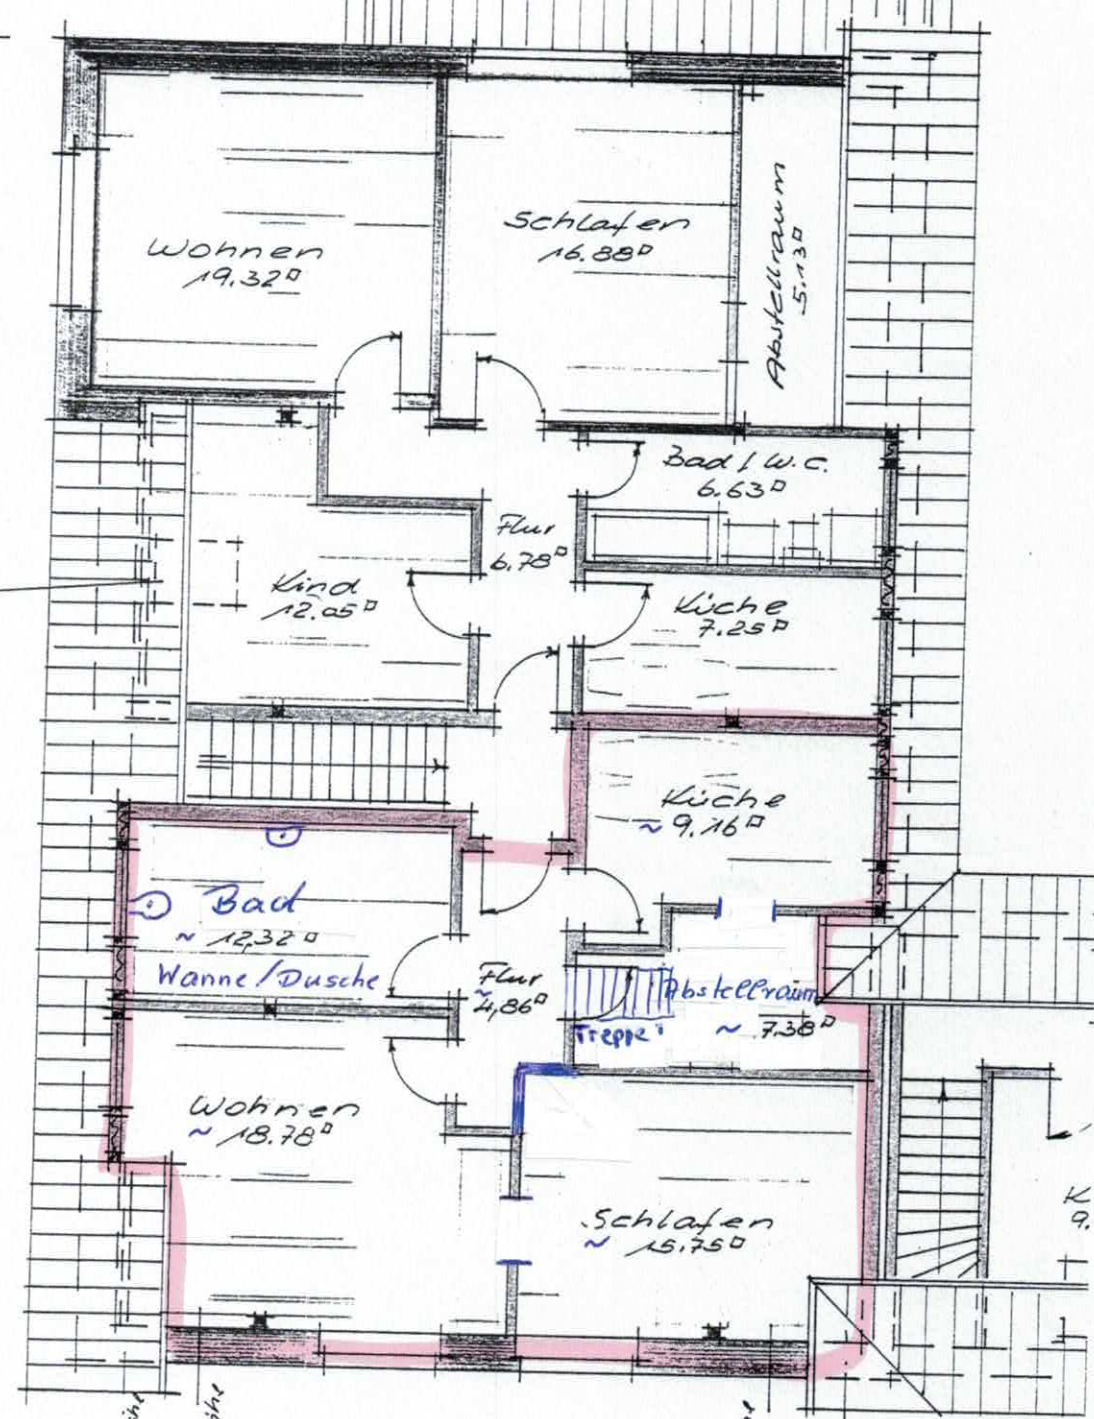 Wohnen
19.32
Schlafen
16.88
Abstellraum
5.13
Bad / W.C.
6.63
Flur
6.78
Kind
12.05
Küche
7.25
Küche
~ 9.16
Bad
~ 12,32
Wanne/Dusche
Flur
~ 4,86
Abstellraum
~ 7.38
Treppe
Wohnen
~ 18.78
Schlafen
~ 15.75
K
9.